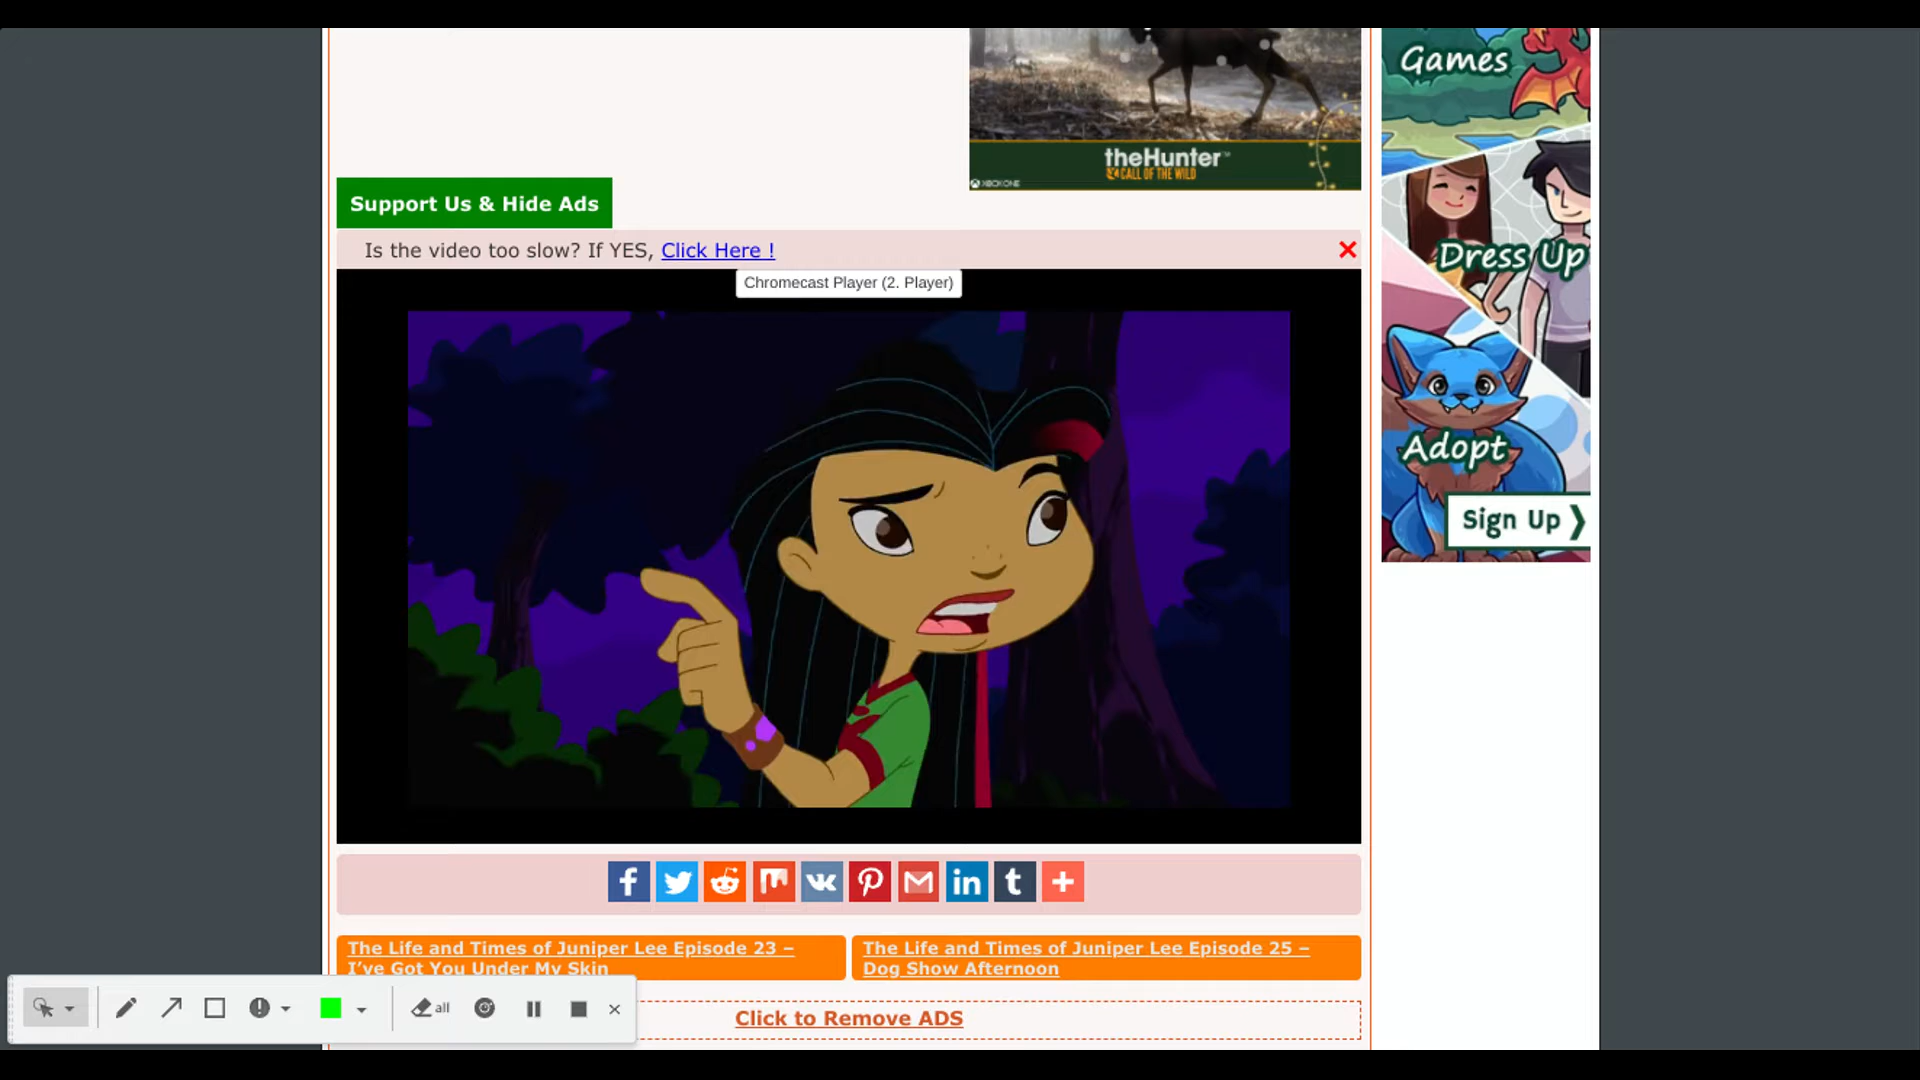 Games
theHunter™
CALL OF THE WILD
XBOX ONE
Support Us & Hide Ads
Is the video too slow? If YES, Click Here !
Chromecast Player (2. Player)
Dress Up
Adopt
Sign Up
The Life and Times of Juniper Lee Episode 23 –
I’ve Got You Under My Skin
The Life and Times of Juniper Lee Episode 25 –
Dog Show Afternoon
all
Click to Remove ADS